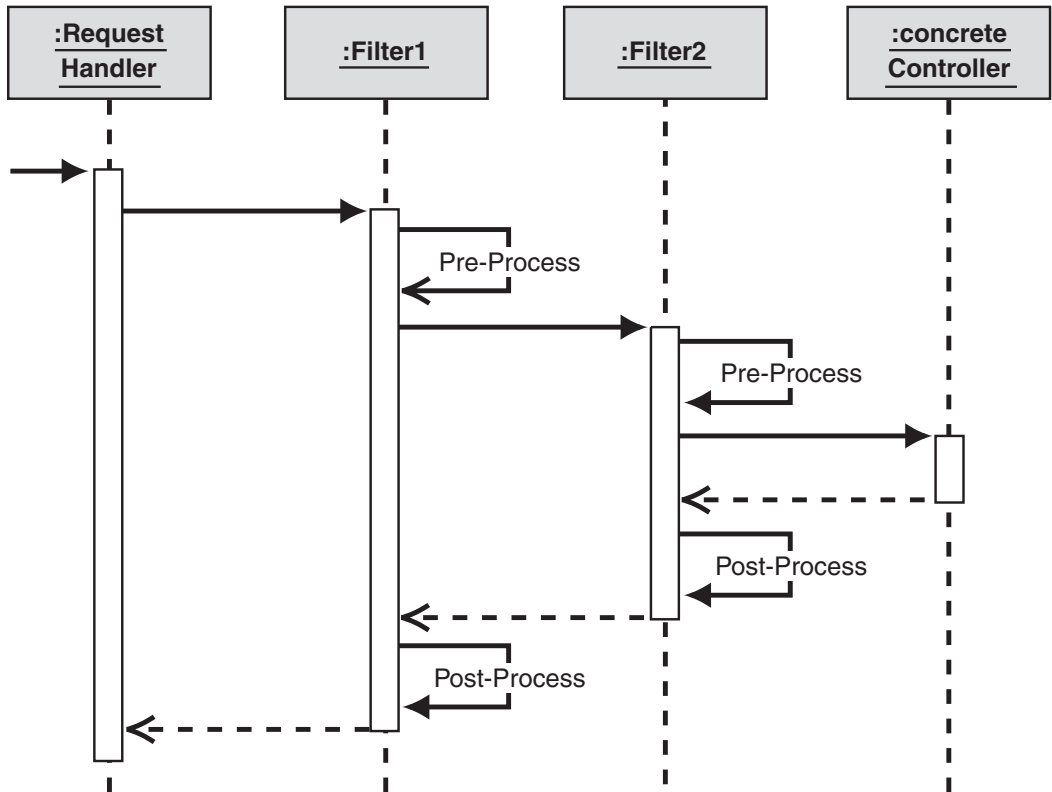 :Request
Handler
:Filter1
:Filter2
:concrete
Controller
Pre-Process
Pre-Process
Post-Process
Post-Process